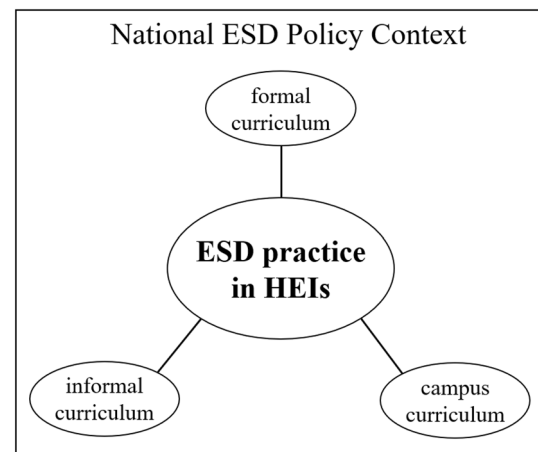 National ESD Policy Context
formal
curriculum
ESD practice
in HEIs
informal
curriculum
campus
curriculum